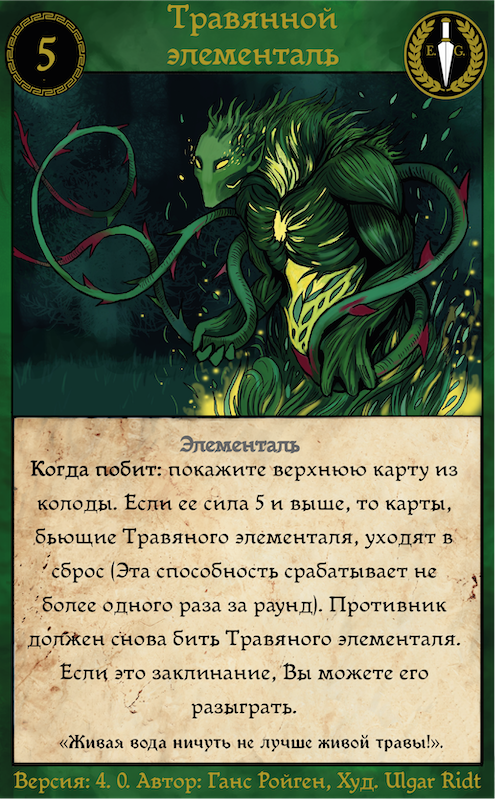 Травянной
элементаль
5
E. G.
Элементаль
Когда побит: покажите верхнюю карту из
колоды. Если ее сила 5 и выше, то карты,
бьющие Травяного элементаля, уходят в
сброс (Эта способность срабатывает не
более одного раза за раунд). Противник
должен снова бить Травяного элементаля.
Если это заклинание, Вы можете его
разыграть.
«Живая вода ничуть не лучше живой травы!».
Версия: 4. 0. Автор: Ганс Ройген, Худ. Ulgar Ridt